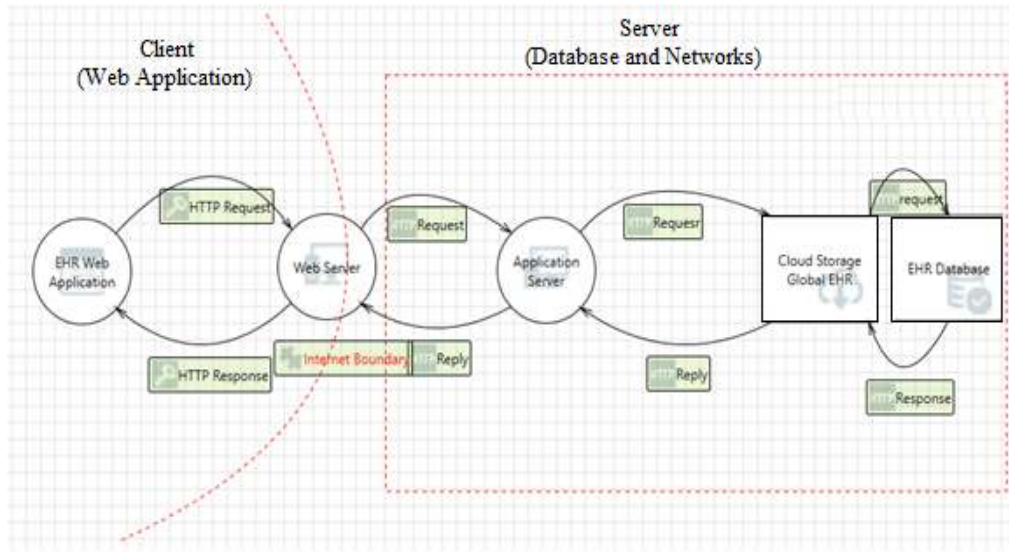 Client
(Web Application)
Server
(Database and Networks)
HTTP Request
Request
Requesr
request
EHR Web
Application
Web Server
Application
Server
Cloud Storage
Global EHR
EHR Database
HTTP Response
Internet Boundary
Reply
Reply
Response